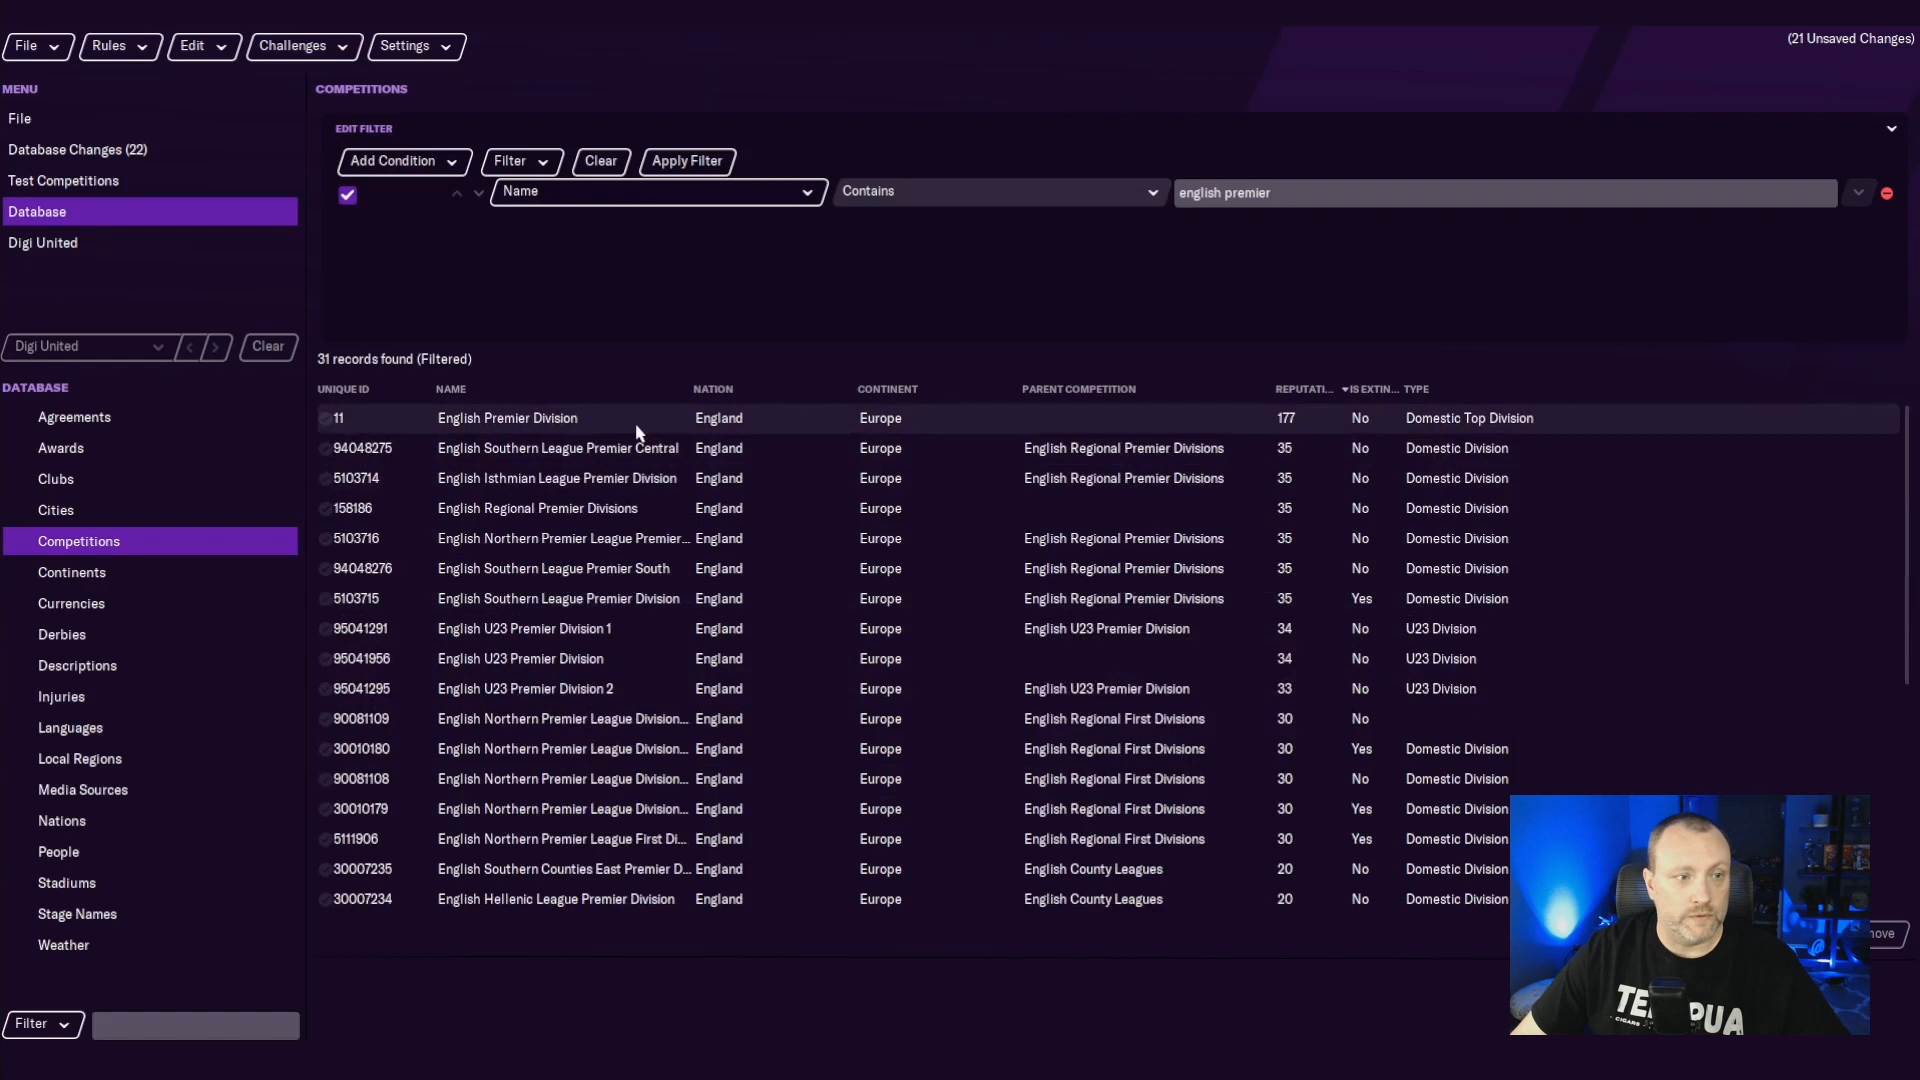 File Rules Edit Challenges Settings (21 Unsaved Changes)
MENU
File
Database Changes (22)
Test Competitions
Database
Digi United
Digi United Clear
DATABASE
Agreements
Awards
Clubs
Cities
Competitions
Continents
Currencies
Derbies
Descriptions
Injuries
Languages
Local Regions
Media Sources
Nations
People
Stadiums
Stage Names
Weather
Filter
COMPETITIONS
EDIT FILTER
Add Condition Filter Clear Apply Filter
Name Contains english premier
31 records found (Filtered)
UNIQUE ID NAME NATION CONTINENT PARENT COMPETITION REPUTATI... IS EXTIN... TYPE
11 English Premier Division England Europe 177 No Domestic Top Division
94048275 English Southern League Premier Central England Europe English Regional Premier Divisions 35 No Domestic Division
5103714 English Isthmian League Premier Division England Europe English Regional Premier Divisions 35 No Domestic Division
158186 English Regional Premier Divisions England Europe 35 No Domestic Division
5103716 English Northern Premier League Premier... England Europe English Regional Premier Divisions 35 No Domestic Division
94048276 English Southern League Premier South England Europe English Regional Premier Divisions 35 No Domestic Division
5103715 English Southern League Premier Division England Europe English Regional Premier Divisions 35 Yes Domestic Division
95041291 English U23 Premier Division 1 England Europe English U23 Premier Division 34 No U23 Division
95041956 English U23 Premier Division England Europe 34 No U23 Division
95041295 English U23 Premier Division 2 England Europe English U23 Premier Division 33 No U23 Division
90081109 English Northern Premier League Division... England Europe English Regional First Divisions 30 No
30010180 English Northern Premier League Division... England Europe English Regional First Divisions 30 Yes Domestic Division
90081108 English Northern Premier League Division... England Europe English Regional First Divisions 30 No Domestic Division
30010179 English Northern Premier League Division... England Europe English Regional First Divisions 30 Yes Domestic Division
5111906 English Northern Premier League First Di... England Europe English Regional First Divisions 30 Yes Domestic Division
30007235 English Southern Counties East Premier D... England Europe English County Leagues 20 No Domestic Division
30007234 English Hellenic League Premier Division England Europe English County Leagues 20 No Domestic Division
CIGARS